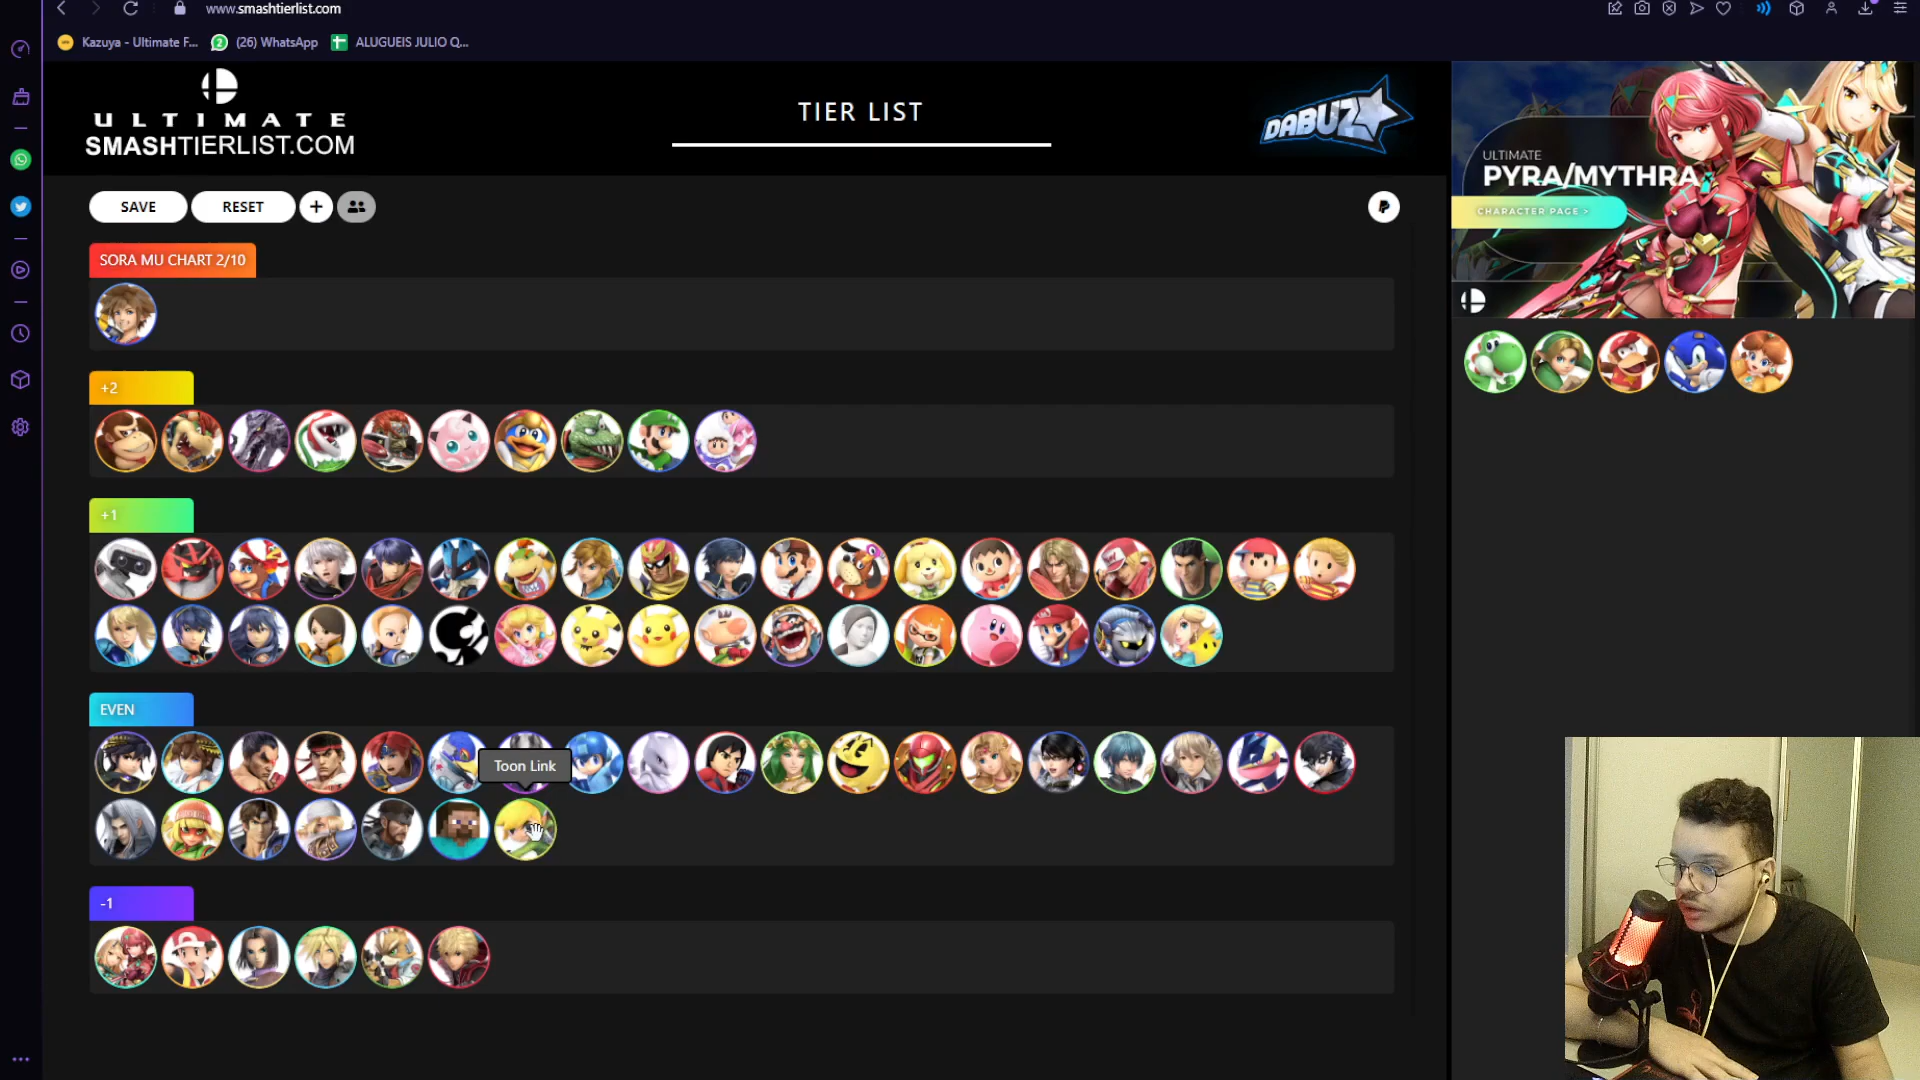 www.smashtierlist.com
Kazuya - Ultimate F...
2
(26) WhatsApp
ALUGUEIS JULIO Q...
ULTIMATE
SMASHTIERLIST.COM
TIER LIST
DABUZ
ULTIMATE
PYRA/MYTHRA
CHARACTER PAGE >
SAVE
RESET
+
SORA MU CHART 2/10
+2
+1
EVEN
Toon Link
-1